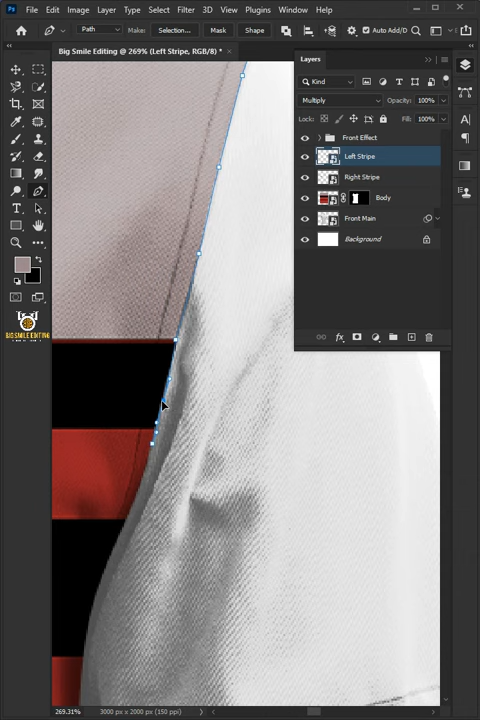 Ps File Edit Image Layer Type Select Filter 3D View Plugins Window Help
Path Make: Selection... Mask Shape Auto Add/D
Big Smile Editing @ 269% (Left Stripe, RGB/8) * ×
Layers
Kind
Multiply Opacity: 100%
Lock: Fill: 100%
Front Effect
Left Stripe
Right Stripe
Body
Front Main
Background
BIG SMILE EDITING
269.31% 3000 px x 2000 px (150 ppi)